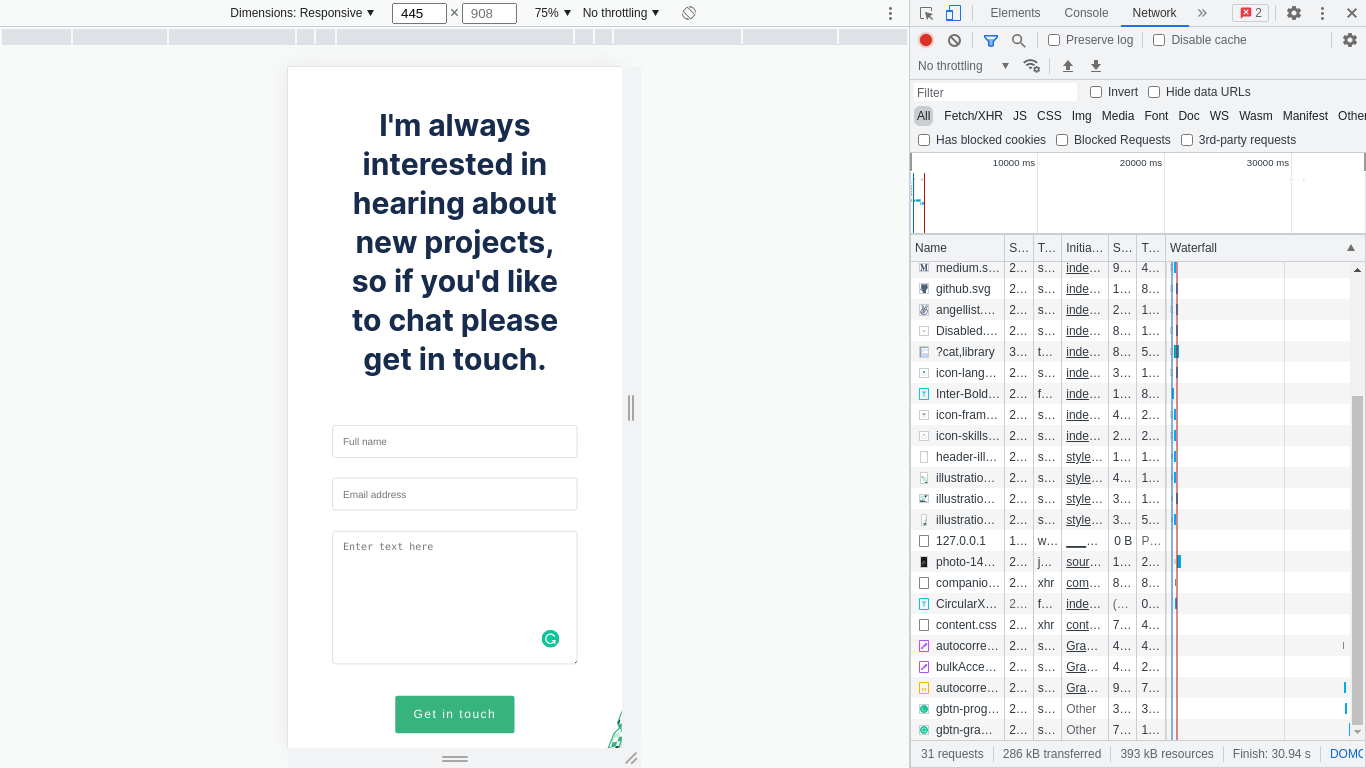 Dimensions: Responsive 445 × 908 75% No throttling
I'm always
interested in
hearing about
new projects,
so if you'd like
to chat please
get in touch.
Full name
Email address
Enter text here
Get in touch
Elements Console Network » 2
Preserve log Disable cache
No throttling
Filter Invert Hide data URLs
All Fetch/XHR JS CSS Img Media Font Doc WS Wasm Manifest Other
Has blocked cookies Blocked Requests 3rd-party requests
10000 ms 20000 ms 30000 ms
Name S… T… Initia… S… T… Waterfall
medium.s… 2… s… inde… 9… 4…
github.svg 2… s… inde… 1… 8…
angellist.… 2… s… inde… 2… 1…
Disabled.… 2… s… inde… 8… 1…
?cat,library 3… t… inde… 8… 5…
icon-lang… 2… s… inde… 3… 1…
Inter-Bold… 2… f… inde… 1… 8…
icon-fram… 2… s… inde… 4… 2…
icon-skills… 2… s… inde… 2… 2…
header-ill… 2… s… style… 1… 1…
illustratio… 2… s… style… 4… 1…
illustratio… 2… s… style… 3… 1…
illustratio… 2… s… style… 3… 5…
127.0.0.1 1… w… ___… 0 B P…
photo-14… 2… j… sour… 1… 2…
companio… 2… xhr com… 8… 8…
CircularX… 2… f… inde… (… 0…
content.css 2… xhr cont… 7… 4…
autocorre… 2… s… Gra… 4… 4…
bulkAcce… 2… s… Gra… 4… 2…
autocorre… 2… s… Gra… 9… 7…
gbtn-prog… 2… s… Other 3… 3…
gbtn-gra… 2… s… Other 7… 1…
31 requests 286 kB transferred 393 kB resources Finish: 30.94 s DOMC